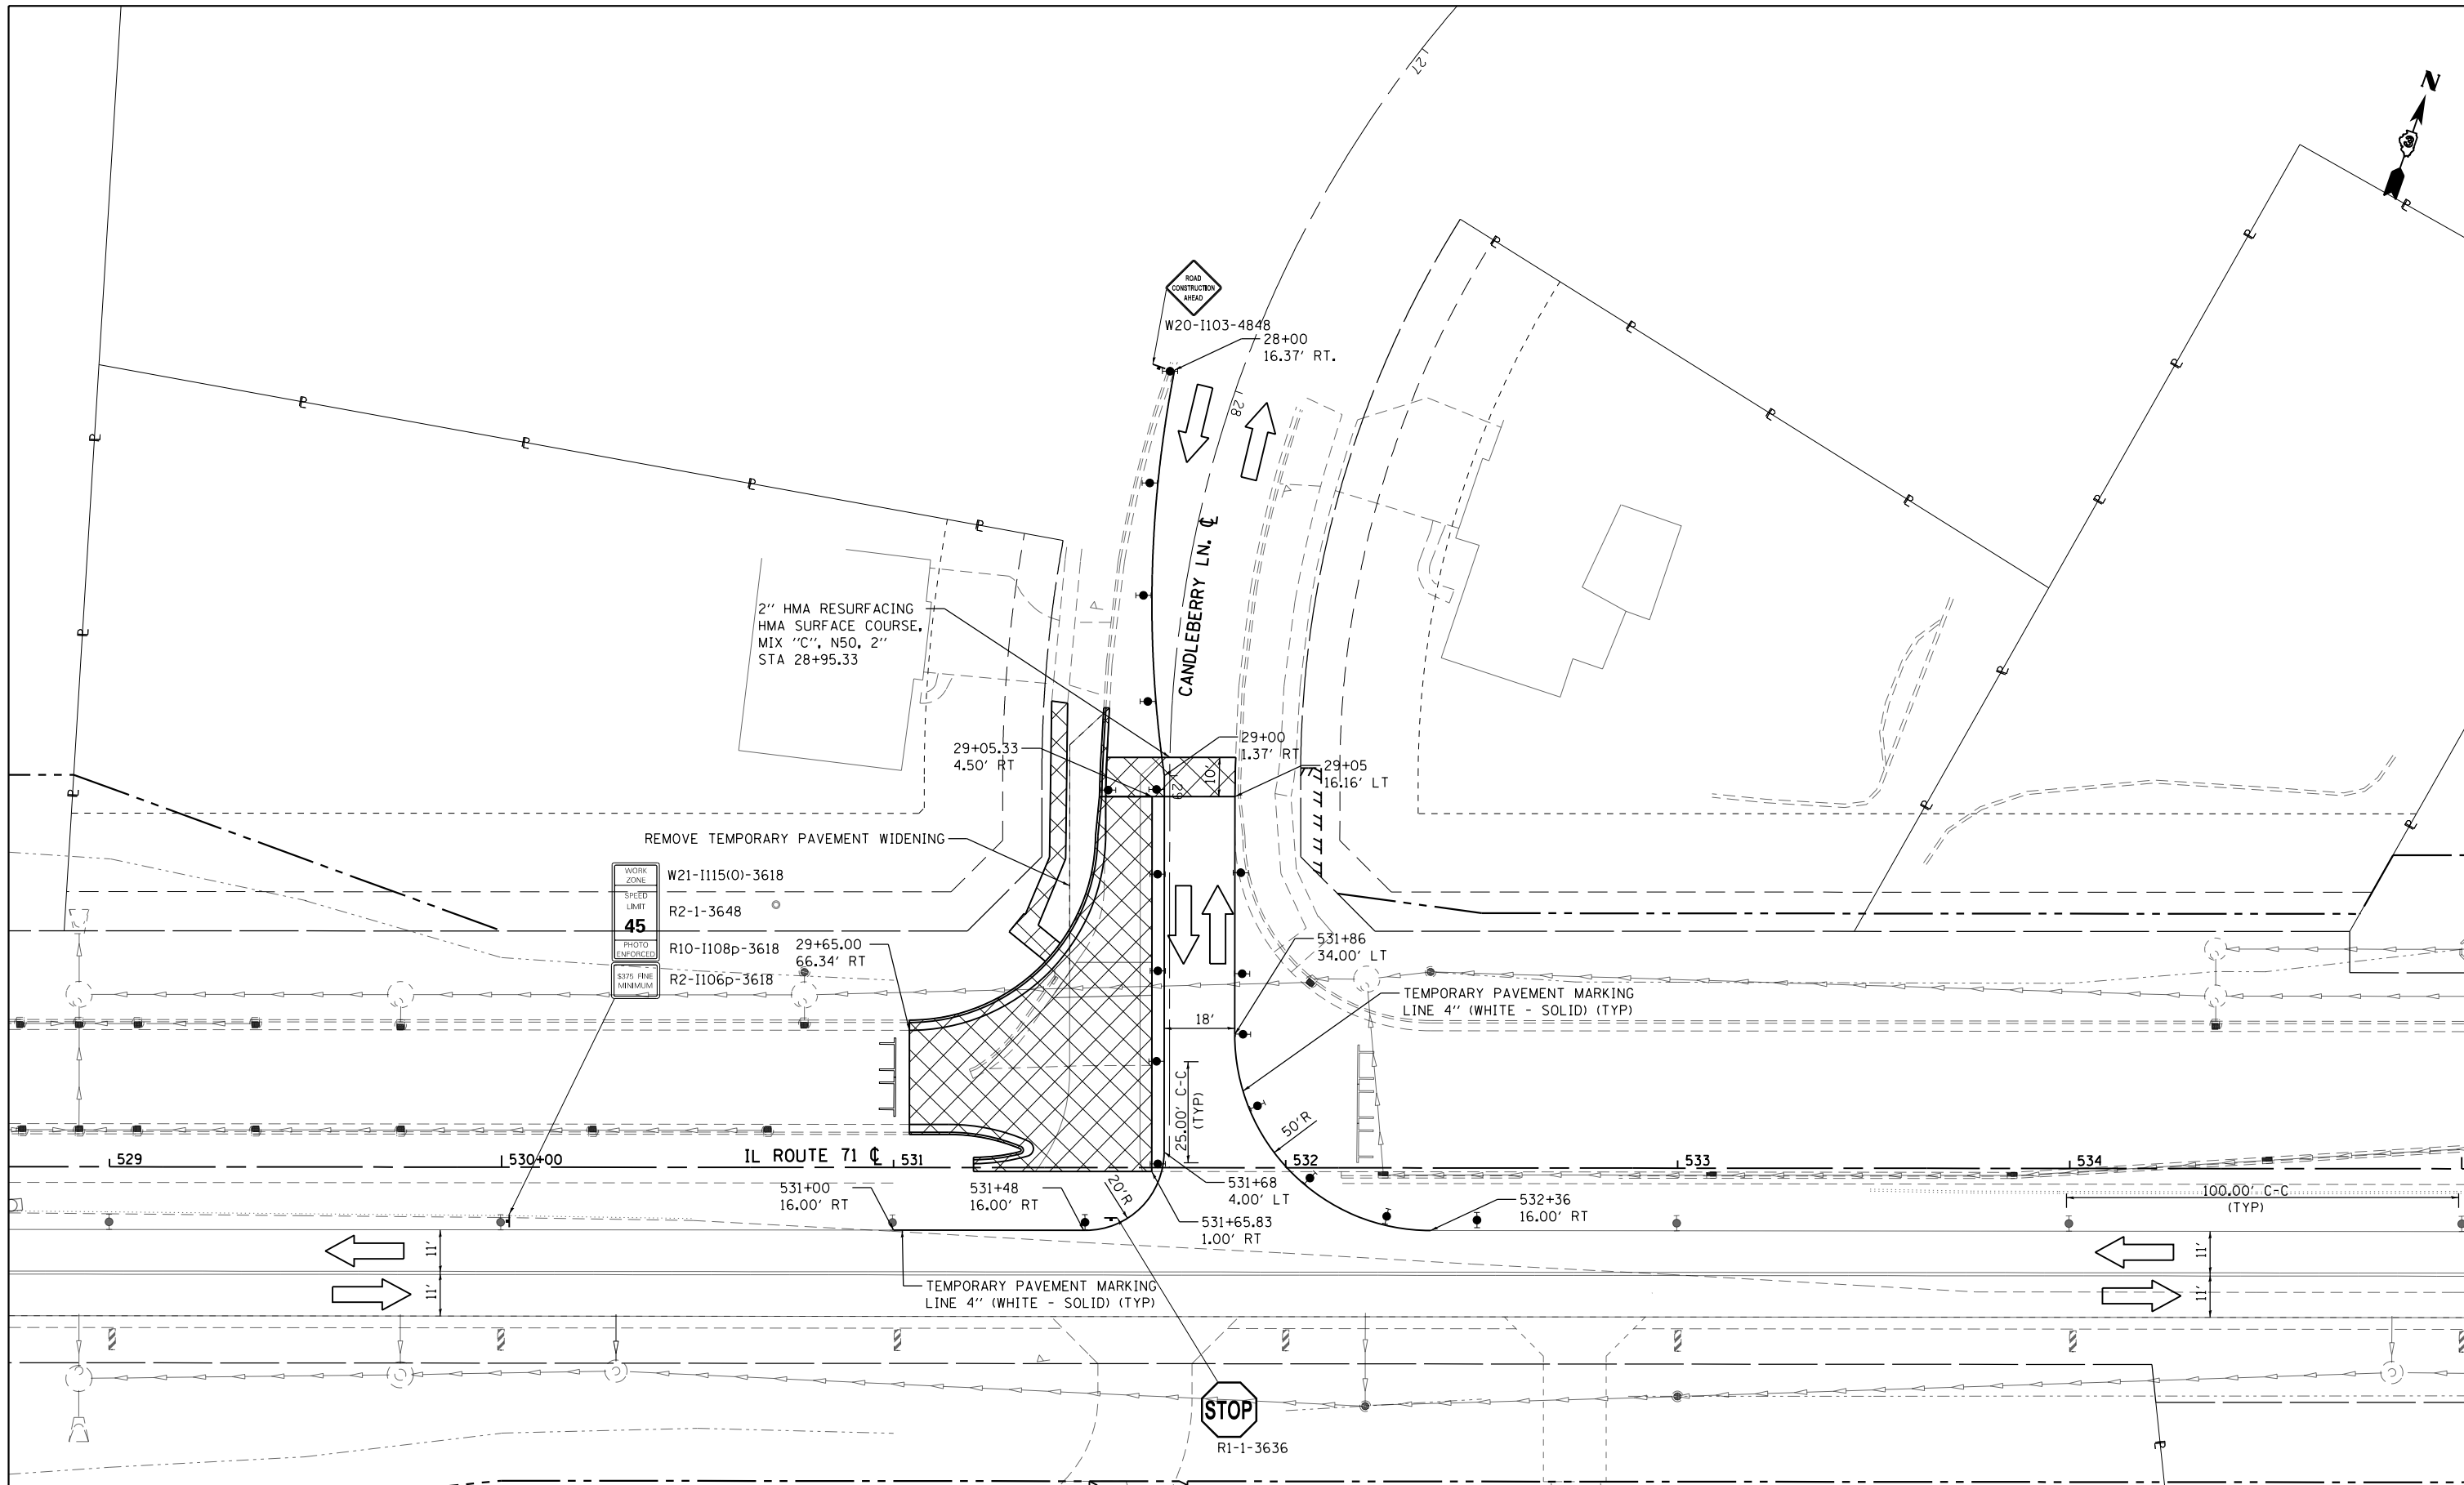 27
N
3
ROAD
CONSTRUCTION
AHEAD
W20-I103-4848
28+00
16.37' RT.
28
CANDLEBERRY LN. ℄
2'' HMA RESURFACING
HMA SURFACE COURSE,
MIX ''C'', N50, 2''
STA 28+95.33
29+05.33
4.50' RT
29+00
1.37' RT
29+05
16.16' LT
10'
29
REMOVE TEMPORARY PAVEMENT WIDENING
WORK
ZONE
SPEED
LIMIT
45
PHOTO
ENFORCED
$375 FINE
MINIMUM
W21-I115(O)-3618
R2-1-3648
R10-I108p-3618
R2-I106p-3618
29+65.00
66.34' RT
531+86
34.00' LT
TEMPORARY PAVEMENT MARKING
LINE 4'' (WHITE - SOLID) (TYP)
18'
25.00' C-C
(TYP)
50'R
20'R
529
530+00
IL ROUTE 71 ℄
531
532
533
534
531+00
16.00' RT
531+48
16.00' RT
531+68
4.00' LT
531+65.83
1.00' RT
532+36
16.00' RT
100.00' C-C
(TYP)
11'
11'
11'
11'
TEMPORARY PAVEMENT MARKING
LINE 4'' (WHITE - SOLID) (TYP)
STOP
R1-1-3636